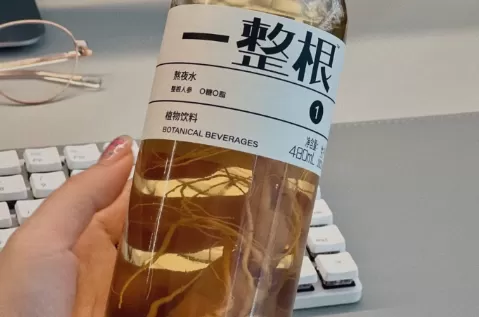 一整根
熬夜水
整根人参 0糖0脂
1
植物饮料
BOTANICAL BEVERAGES
净含量:
480mL